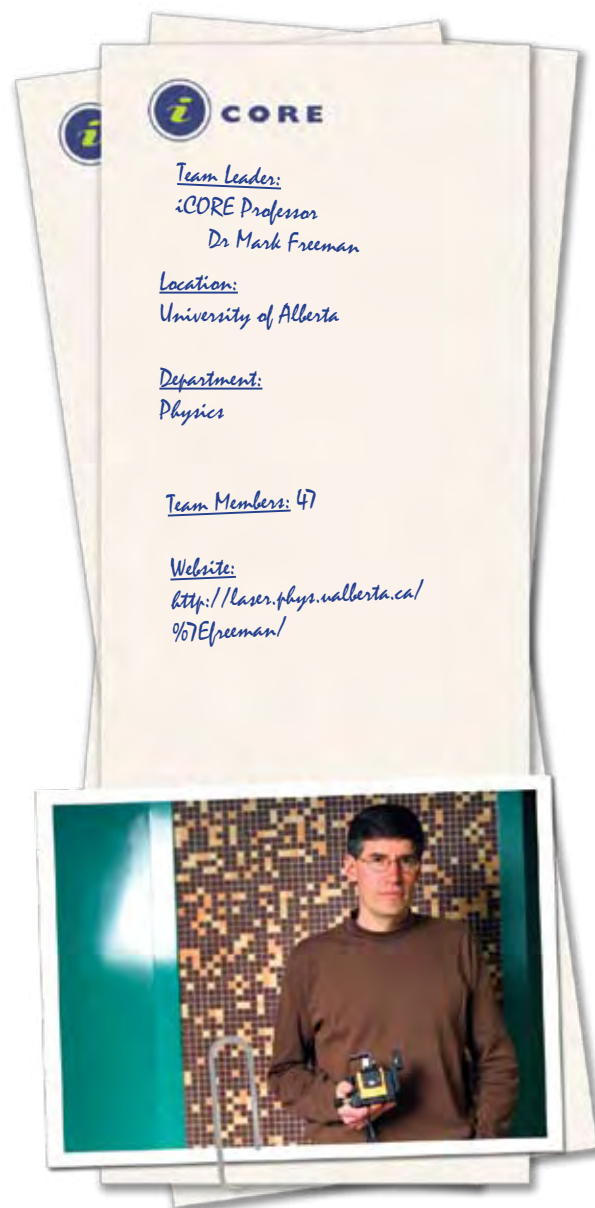 i CORE
Team Leader:
iCORE Professor
Dr Mark Freeman
Location:
University of Alberta
Department:
Physics
Team Members: 47
Website:
http://laser.phys.ualberta.ca/
%7Efreeman/